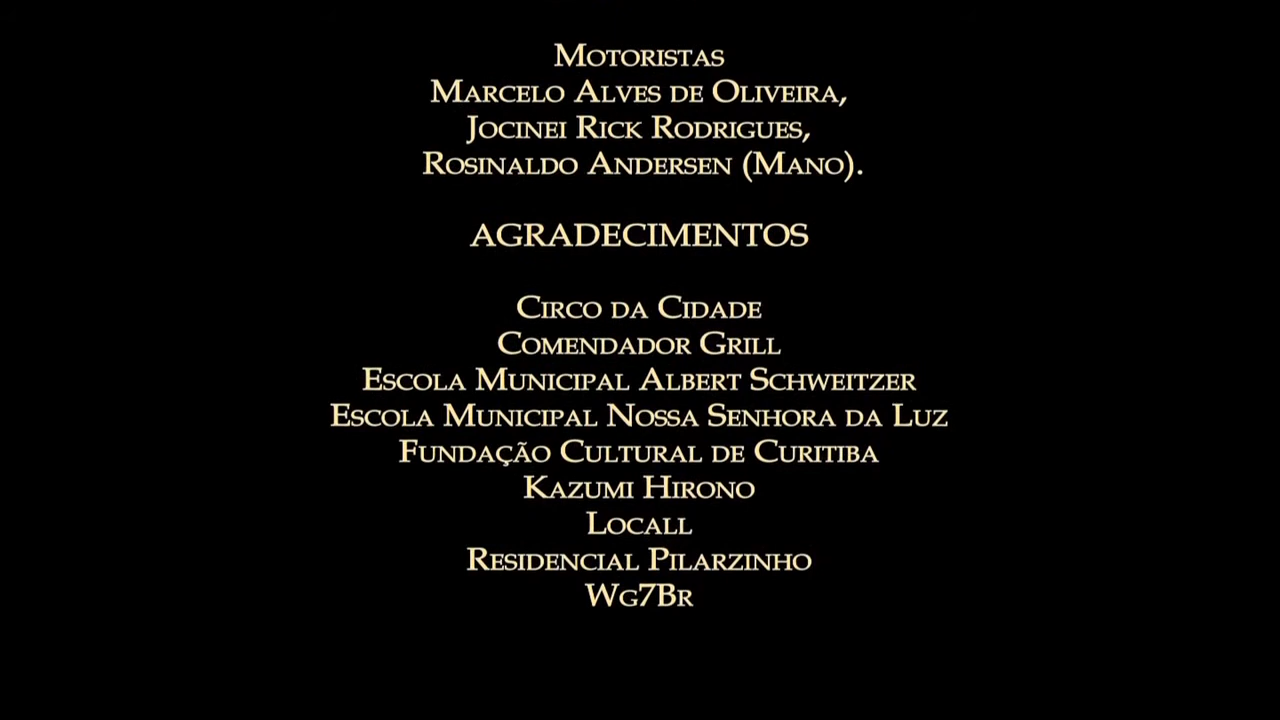 Motoristas
Marcelo Alves de Oliveira,
Jocinei Rick Rodrigues,
Rosinaldo Andersen (Mano).
AGRADECIMENTOS
Circo da Cidade
Comendador Grill
Escola Municipal Albert Schweitzer
Escola Municipal Nossa Senhora da Luz
Fundação Cultural de Curitiba
Kazumi Hirono
Locall
Residencial Pilarzinho
Wg7Br